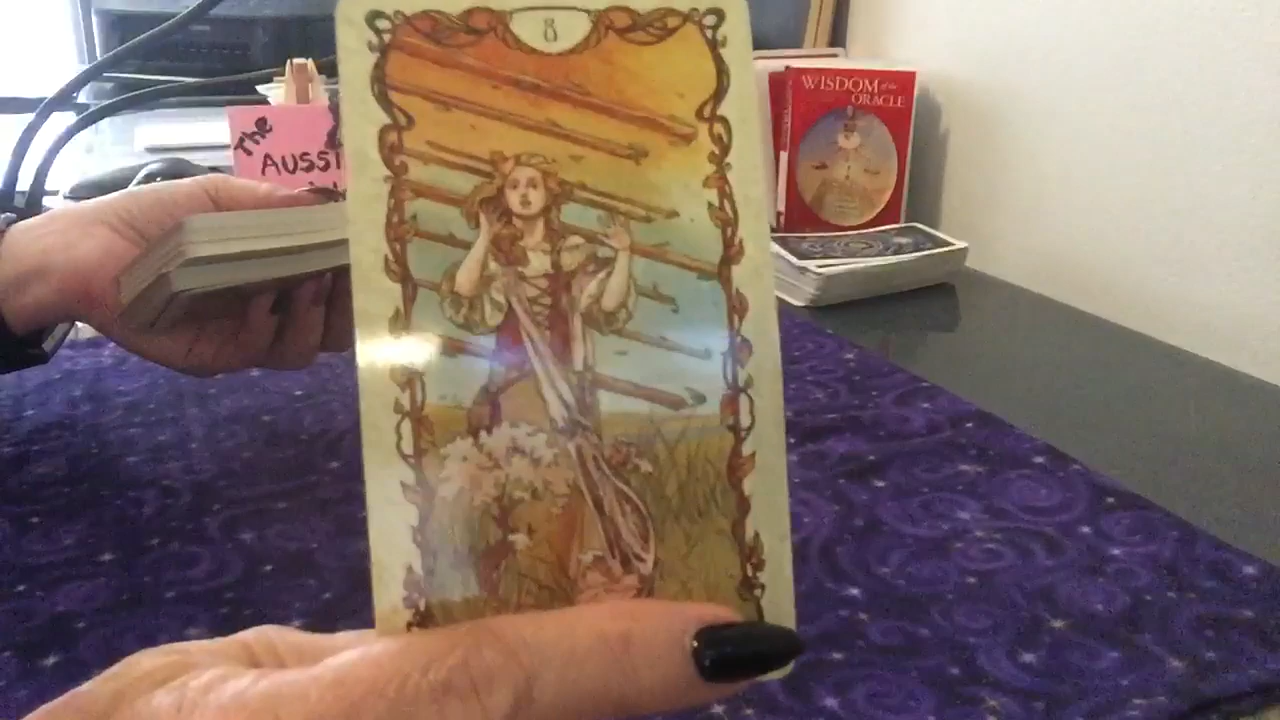 8
The
AUSSI
WISDOM of the
ORACLE